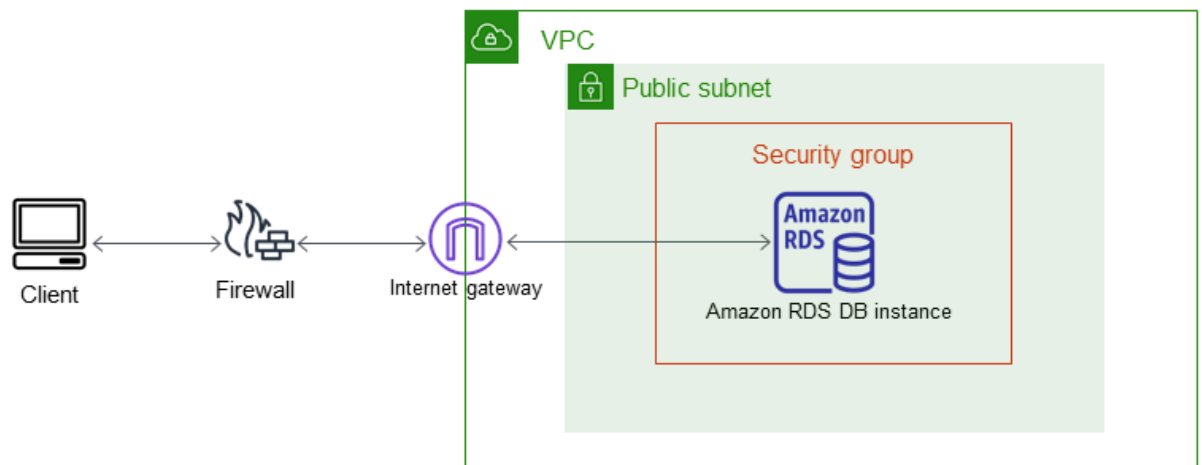 VPC
Public subnet
Security group
Amazon
RDS
Client
Firewall
Internet gateway
Amazon RDS DB instance